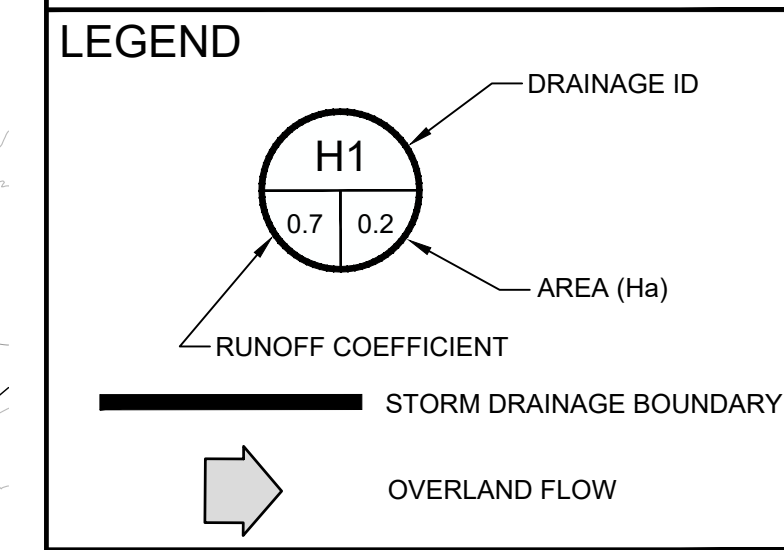 LEGEND
DRAINAGE ID
H1
0.7 0.2
AREA (Ha)
RUNOFF COEFFICIENT
STORM DRAINAGE BOUNDARY
OVERLAND FLOW